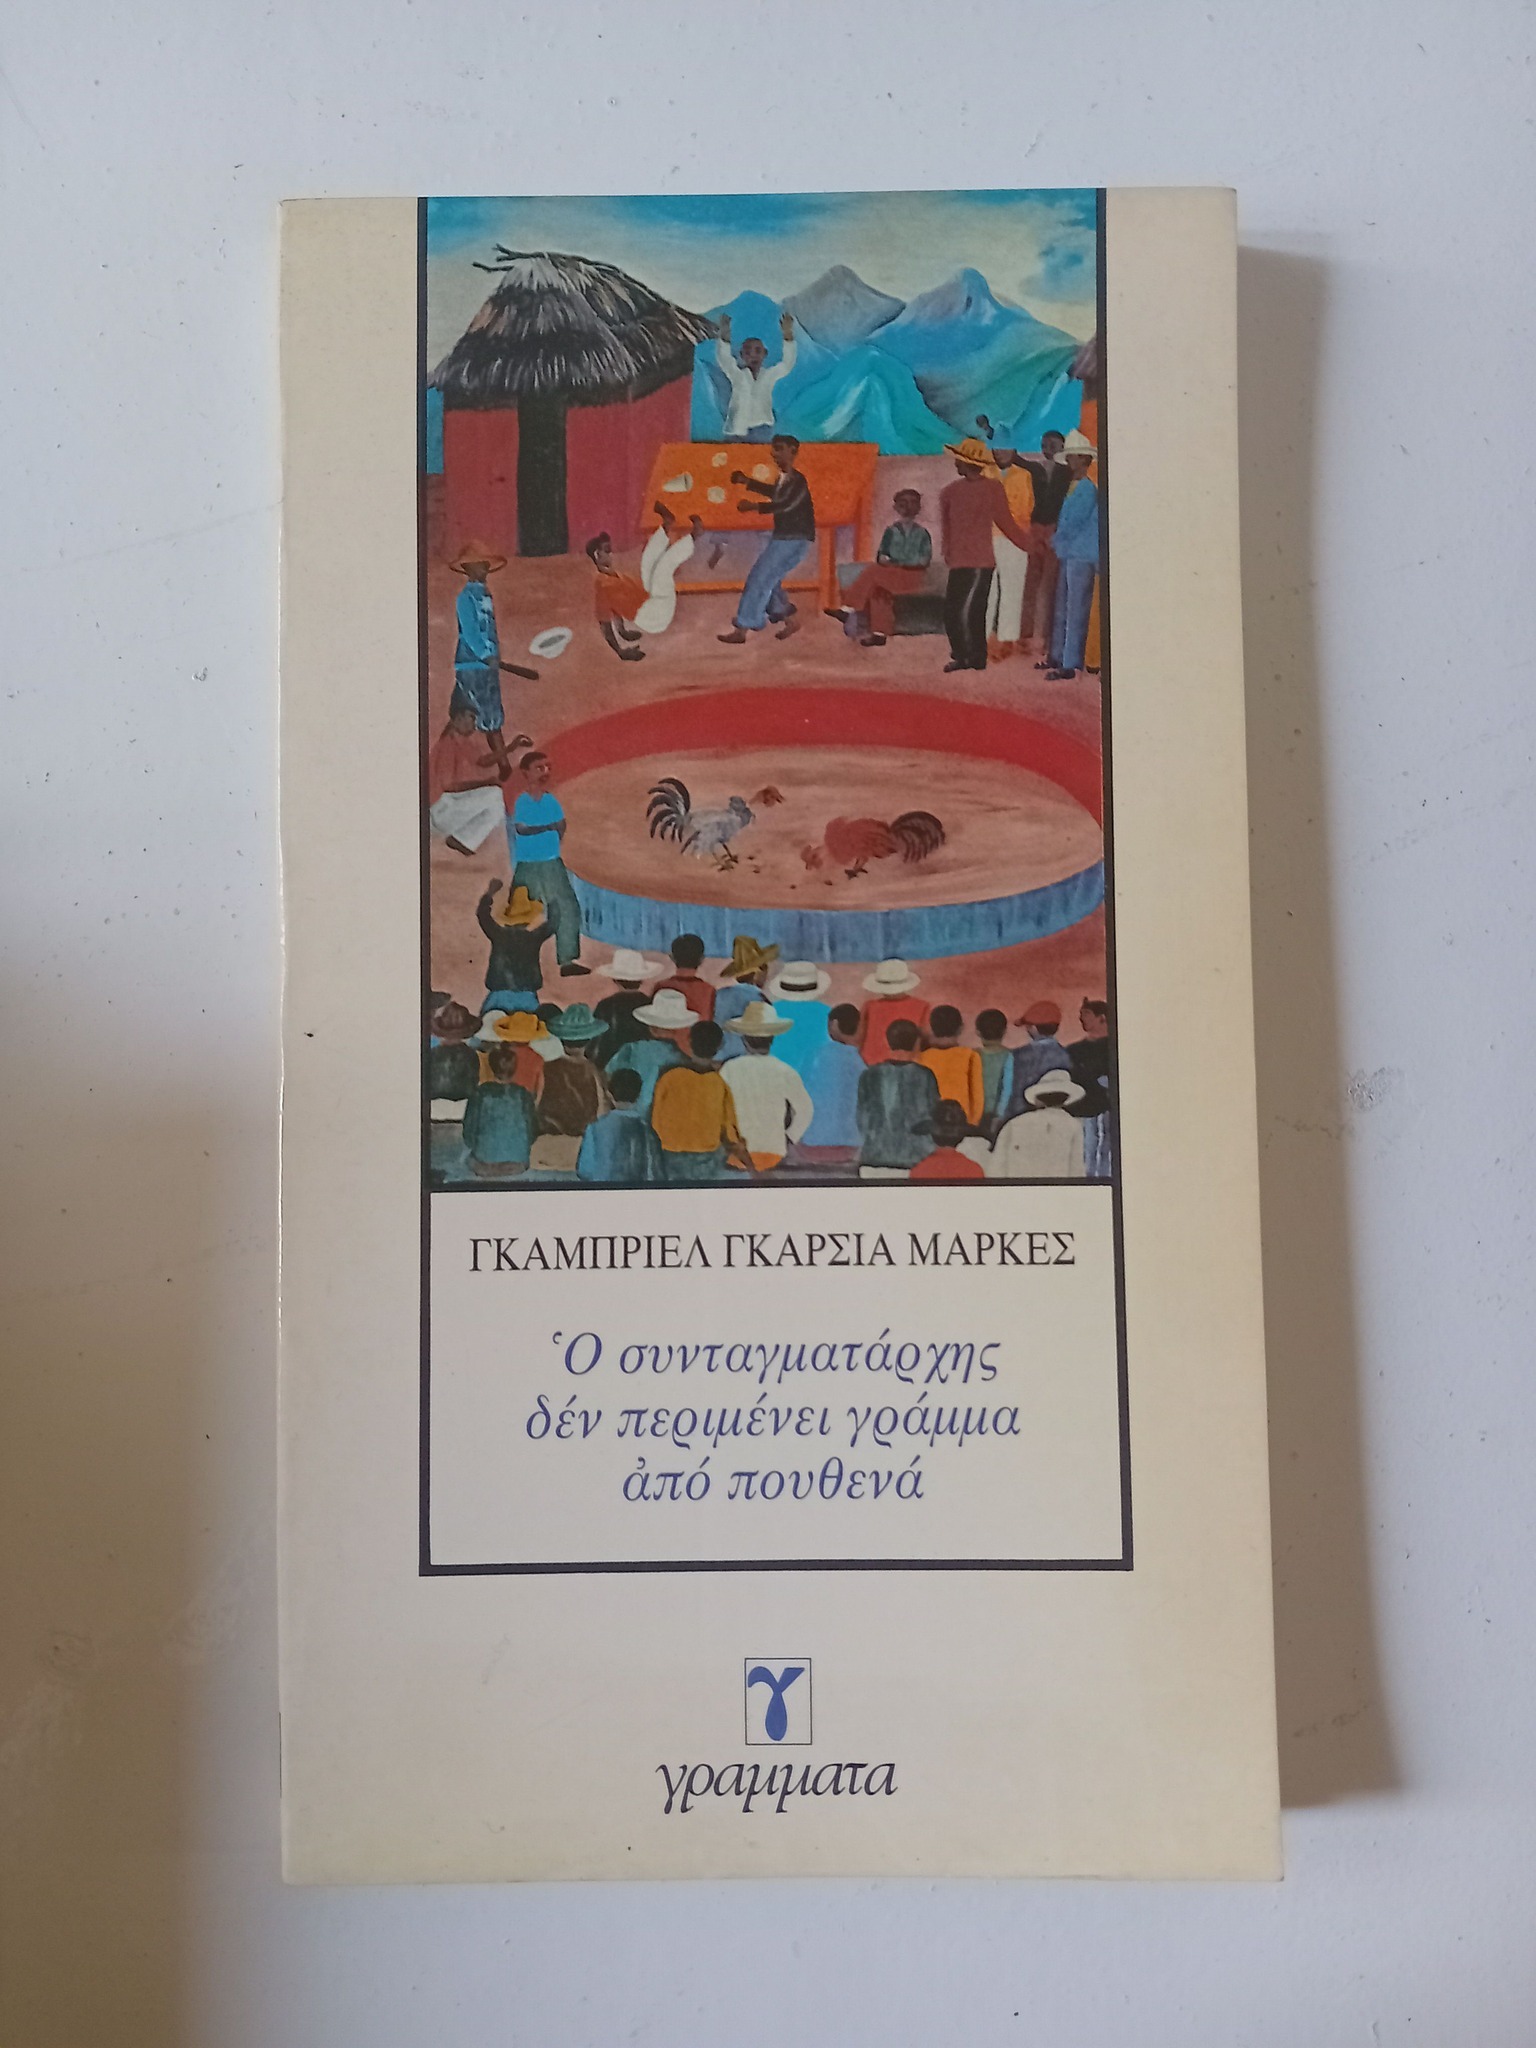 ΓΚΑΜΠΡΙΕΛ ΓΚΑΡΣΙΑ ΜΑΡΚΕΣ
Ὁ συνταγματάρχης
δέν περιμένει γράμμα
ἀπό πουθενά
γ
γραμματα